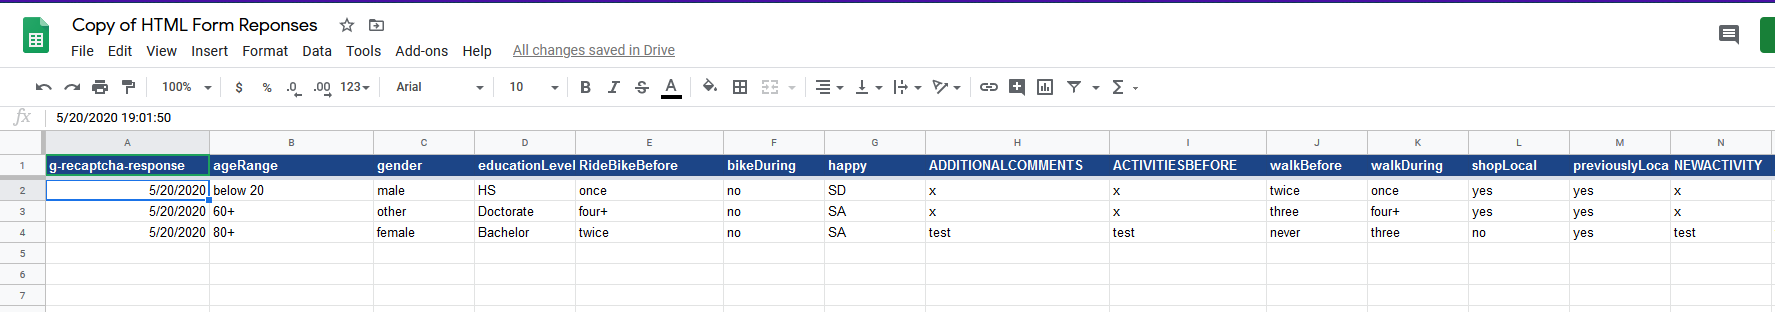 Copy of HTML Form Reponses
File Edit View Insert Format Data Tools Add-ons Help All changes saved in Drive
100% $ % .0 .00 123 Arial 10 B I S A Σ
fx 5/20/2020 19:01:50
A B C D E F G H I J K L M N
1 g-recaptcha-response ageRange gender educationLevel RideBikeBefore bikeDuring happy ADDITIONALCOMMENTS ACTIVITIESBEFORE walkBefore walkDuring shopLocal previouslyLoca NEWACTIVITY
2 5/20/2020 below 20 male HS once no SD x x twice once yes yes x
3 5/20/2020 60+ other Doctorate four+ no SA x x three four+ yes yes x
4 5/20/2020 80+ female Bachelor twice no SA test test never three no yes test
5
6
7